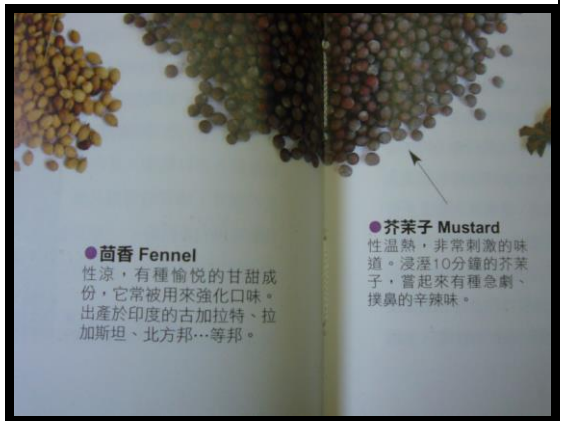 ●茴香 Fennel
性涼，有種愉悅的甘甜成
份，它常被用來強化口味。
出產於印度的古加拉特、拉
加斯坦、北方邦…等邦。
●芥茉子 Mustard
性溫熱，非常刺激的味
道。浸溼10分鐘的芥茉
子，嘗起來有種急劇、
撲鼻的辛辣味。